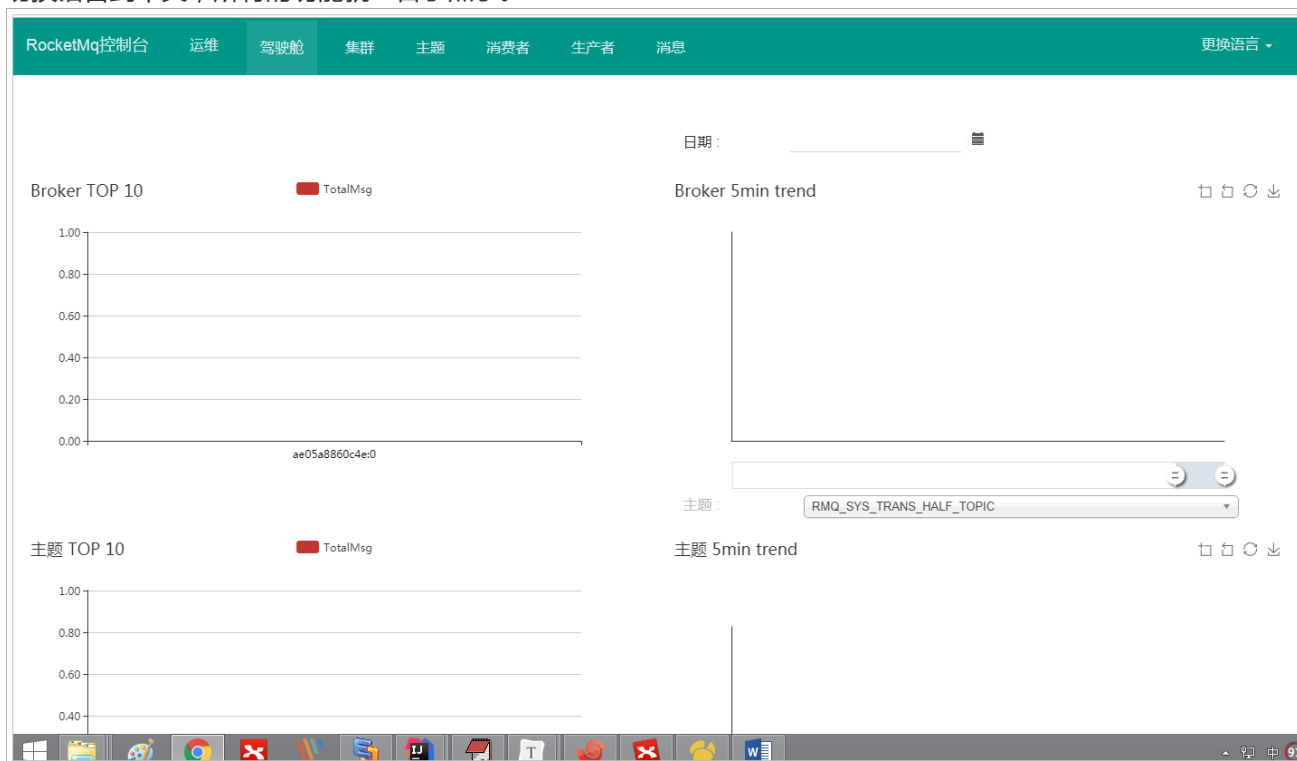 RocketMq控制台 运维 驾驶舱 集群 主题 消费者 生产者 消息 更换语言
日期 :
Broker TOP 10
TotalMsg
1.00
0.80
0.60
0.40
0.20
0.00
ae05a8860c4e:0
Broker 5min trend
主题 :
RMQ_SYS_TRANS_HALF_TOPIC
主题 TOP 10
TotalMsg
1.00
0.80
0.60
0.40
主题 5min trend
中